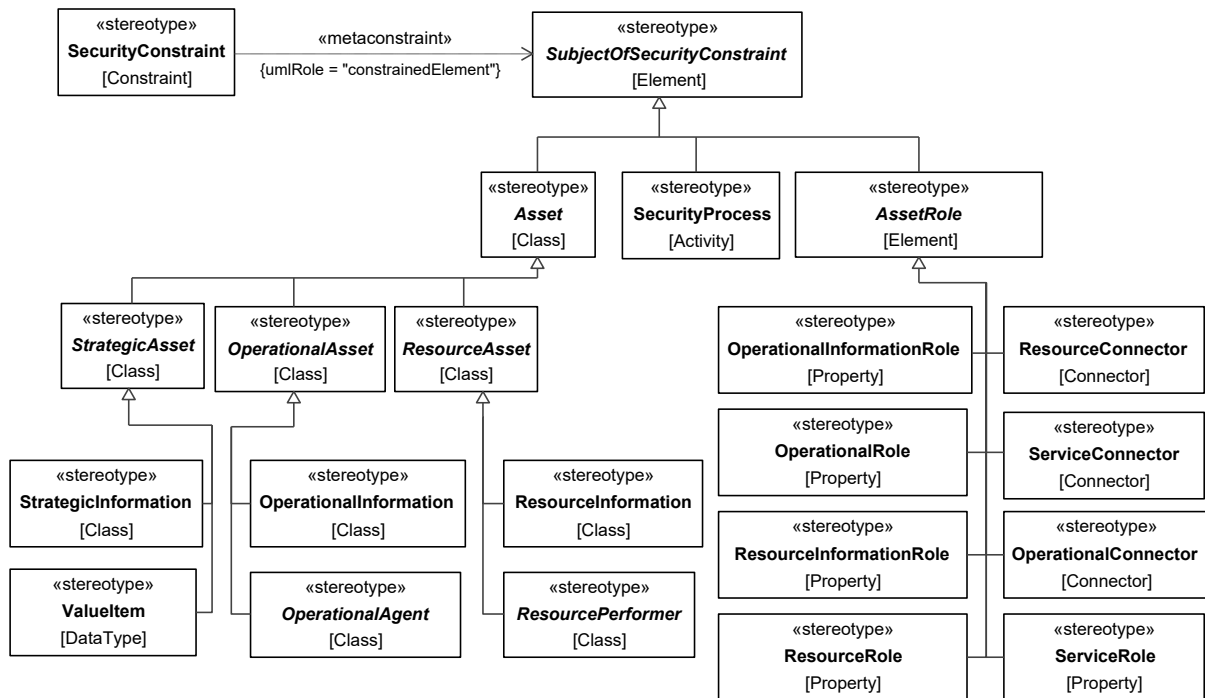 «stereotype»
SecurityConstraint
[Constraint]
«metaconstraint»
{umlRole = "constrainedElement"}
«stereotype»
SubjectOfSecurityConstraint
[Element]
«stereotype»
Asset
[Class]
«stereotype»
SecurityProcess
[Activity]
«stereotype»
AssetRole
[Element]
«stereotype»
StrategicAsset
[Class]
«stereotype»
OperationalAsset
[Class]
«stereotype»
ResourceAsset
[Class]
«stereotype»
OperationalInformationRole
[Property]
«stereotype»
ResourceConnector
[Connector]
«stereotype»
OperationalRole
[Property]
«stereotype»
ServiceConnector
[Connector]
«stereotype»
StrategicInformation
[Class]
«stereotype»
OperationalInformation
[Class]
«stereotype»
ResourceInformation
[Class]
«stereotype»
ResourceInformationRole
[Property]
«stereotype»
OperationalConnector
[Connector]
«stereotype»
ValueItem
[DataType]
«stereotype»
OperationalAgent
[Class]
«stereotype»
ResourcePerformer
[Class]
«stereotype»
ResourceRole
[Property]
«stereotype»
ServiceRole
[Property]